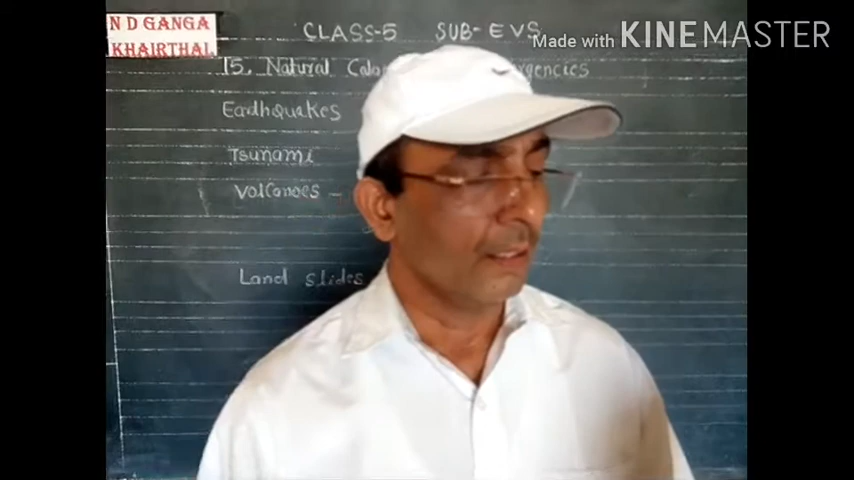 N D GANGA
KHAIRTHAL
CLASS-5 SUB- EVS
Made with KINEMASTER
15. Natural
Earthquakes
Tsunami
Volcanoes -
Land slides